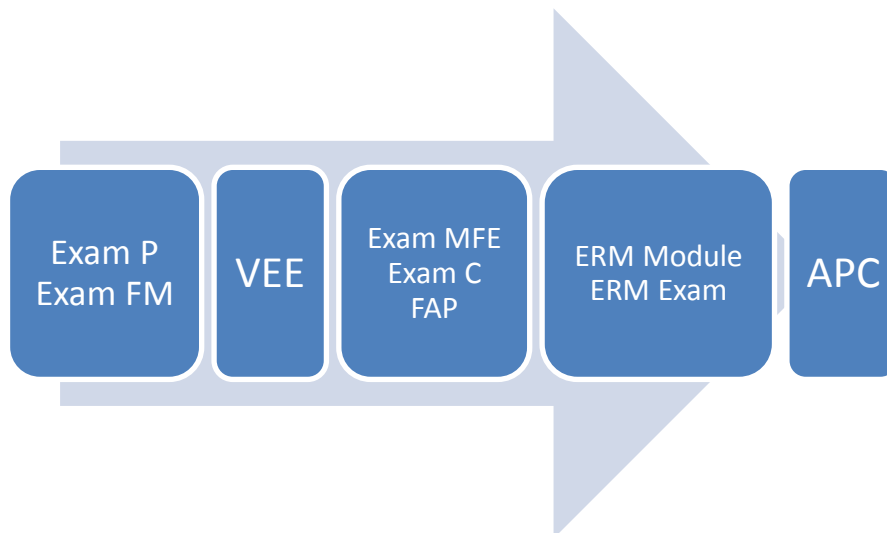 Exam P
Exam FM
VEE
Exam MFE
Exam C
FAP
ERM Module
ERM Exam
APC